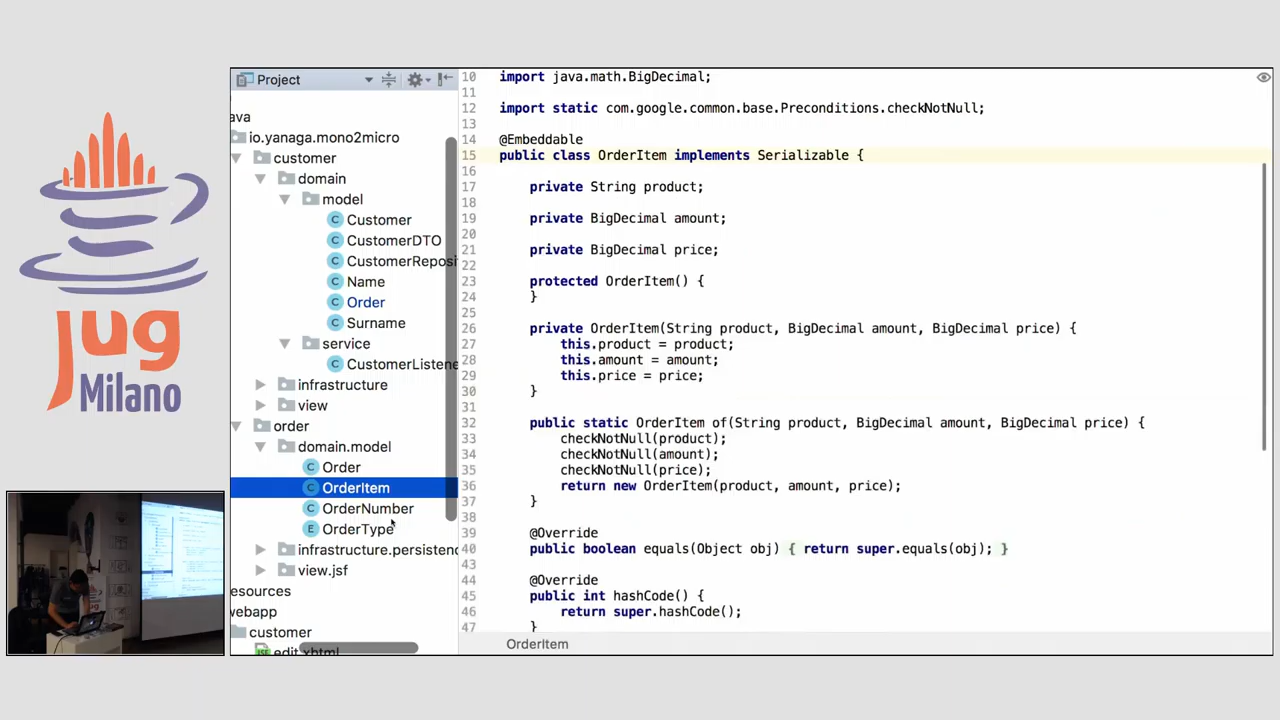 jug
Milano
Project
ava
io.yanaga.mono2micro
customer
domain
model
Customer
CustomerDTO
CustomerReposi
Name
Order
Surname
service
CustomerListene
infrastructure
view
order
domain.model
Order
OrderItem
OrderNumber
OrderType
infrastructure.persistenc
view.jsf
esources
webapp
customer
edit.xhtml
10 import java.math.BigDecimal;
11
12 import static com.google.common.base.Preconditions.checkNotNull;
13
14 @Embeddable
15 public class OrderItem implements Serializable {
16
17 private String product;
18
19 private BigDecimal amount;
20
21 private BigDecimal price;
22
23 protected OrderItem() {
24 }
25
26 private OrderItem(String product, BigDecimal amount, BigDecimal price) {
27 this.product = product;
28 this.amount = amount;
29 this.price = price;
30 }
31
32 public static OrderItem of(String product, BigDecimal amount, BigDecimal price) {
33 checkNotNull(product);
34 checkNotNull(amount);
35 checkNotNull(price);
36 return new OrderItem(product, amount, price);
37 }
38
39 @Override
40 public boolean equals(Object obj) { return super.equals(obj); }
43
44 @Override
45 public int hashCode() {
46 return super.hashCode();
47 }
OrderItem